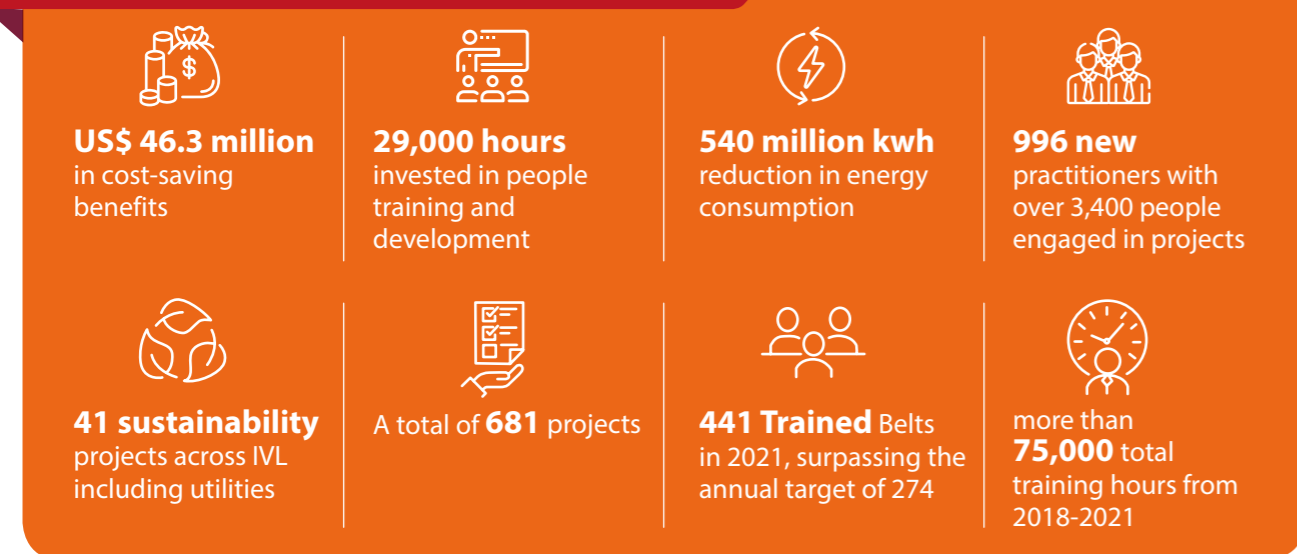 US$ 46.3 million
in cost-saving
benefits
29,000 hours
invested in people
training and
development
540 million kwh
reduction in energy
consumption
996 new
practitioners with
over 3,400 people
engaged in projects
41 sustainability
projects across IVL
including utilities
A total of 681 projects
441 Trained Belts
in 2021, surpassing the
annual target of 274
more than
75,000 total
training hours from
2018-2021